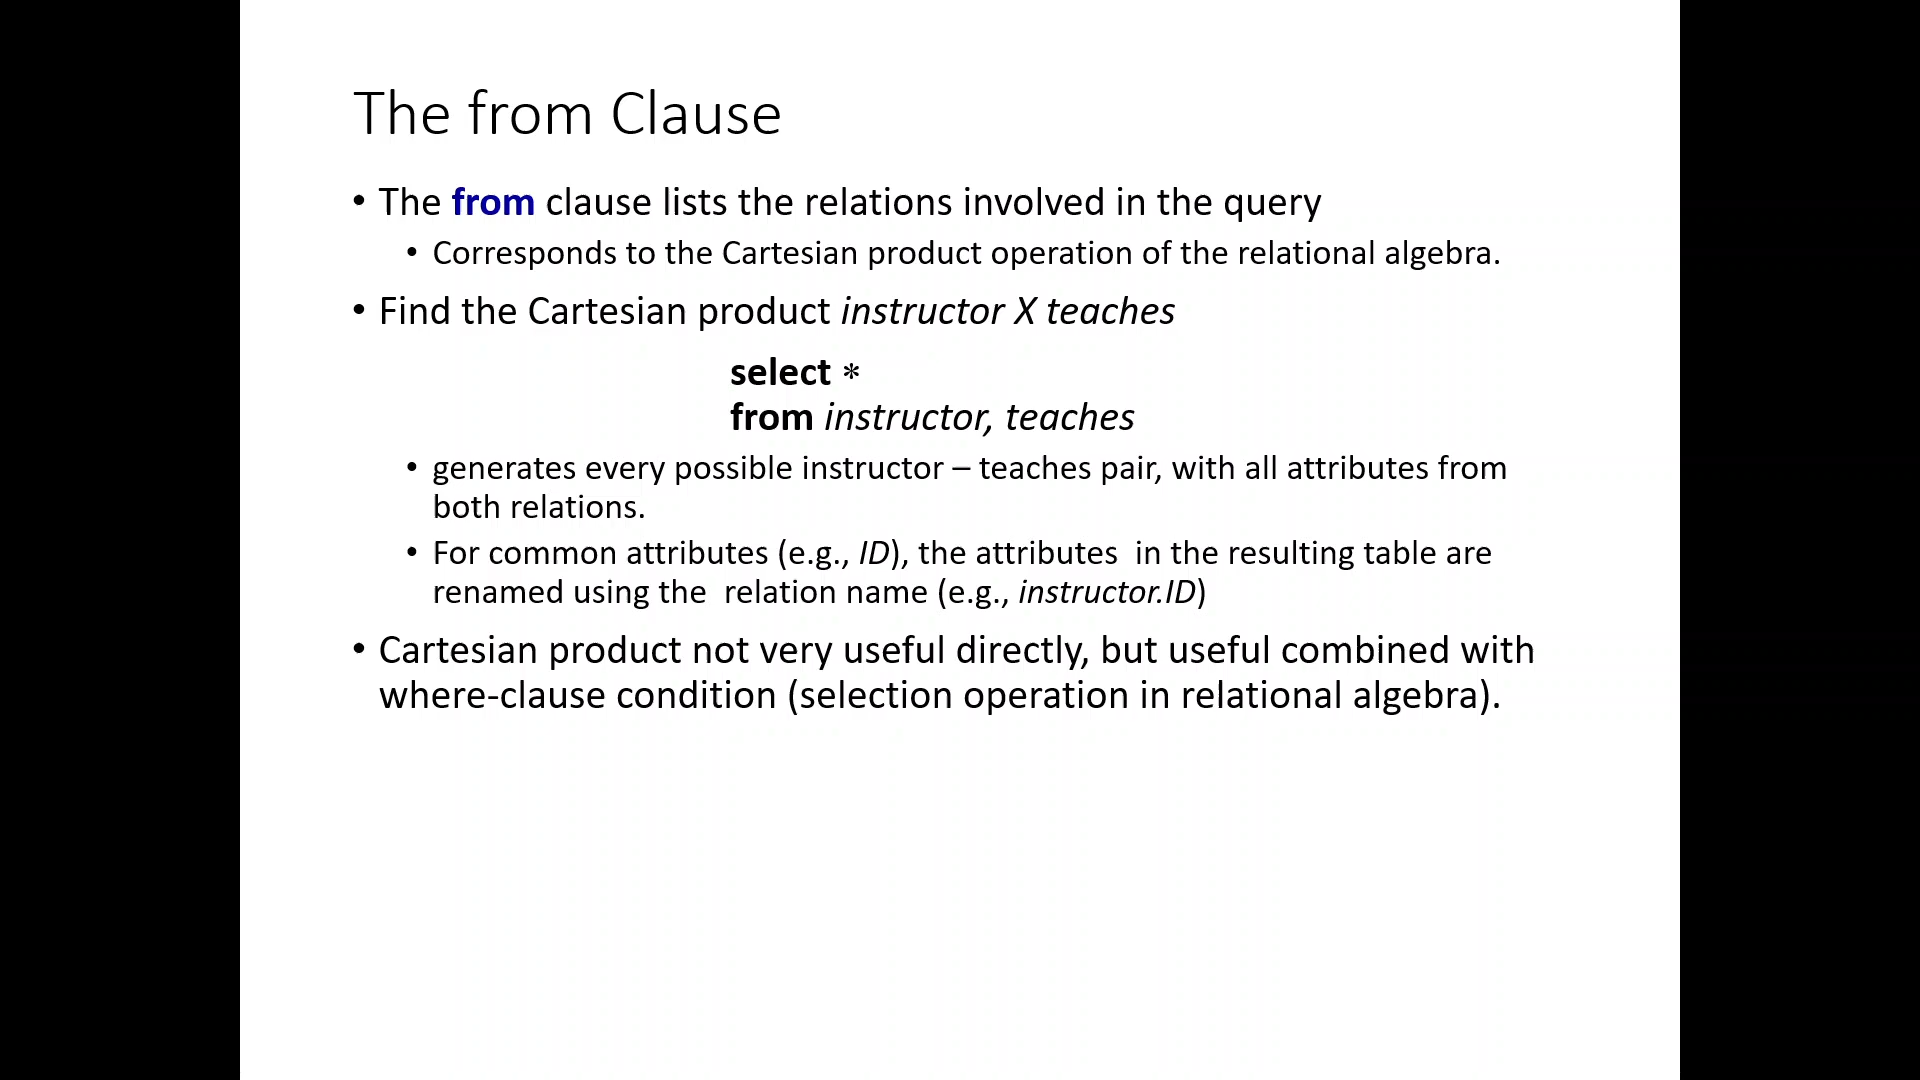 The from Clause
• The from clause lists the relations involved in the query
• Corresponds to the Cartesian product operation of the relational algebra.
• Find the Cartesian product instructor X teaches
select *
from instructor, teaches
• generates every possible instructor – teaches pair, with all attributes from
both relations.
• For common attributes (e.g., ID), the attributes  in the resulting table are
renamed using the  relation name (e.g., instructor.ID)
• Cartesian product not very useful directly, but useful combined with
where-clause condition (selection operation in relational algebra).